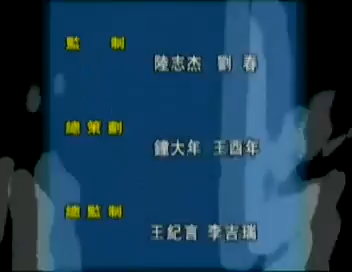 監 制
陸志杰 劉春
總策劃
鐘大年 王酉年
總監制
王紀言 李吉瑞